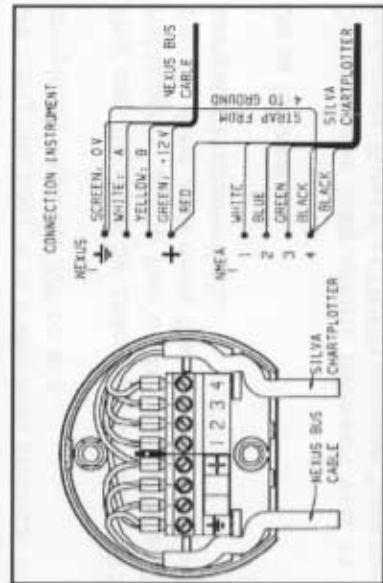 CONNECTION INSTRUMENT
NEXUS
SCREEN: 0V
WHITE: A
YELLOW: B
GREEN: +12V
+
RED
NEXUS BUS
CABLE
STRAP FROM
4 TO GROUND
NMEA
1 WHITE
2 BLUE
3 GREEN
4 BLACK
BLACK
SILVA
CHARTPLOTTER
+ 1 2 3 4
NEXUS BUS
CABLE
SILVA
CHARTPLOTTER